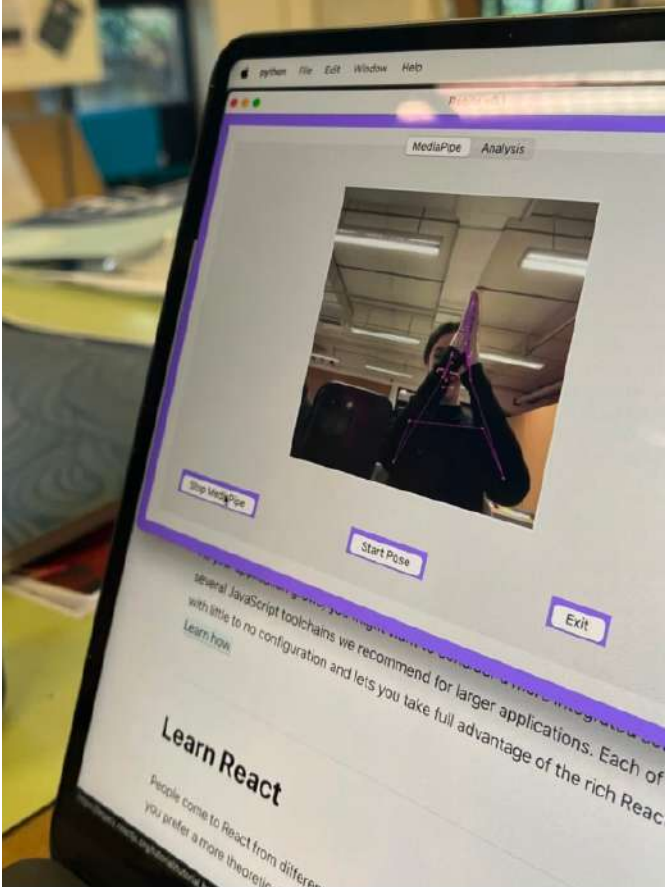 python File Edit Window Help
MediaPipe Analysis
Stop MediaPipe
Start Pose
Exit
several JavaScript toolchains we recommend for larger applications. Each of
with little to no configuration and lets you take full advantage of the rich Reac
Learn how
Learn React
People come to React from differen
you prefer a more theoretic